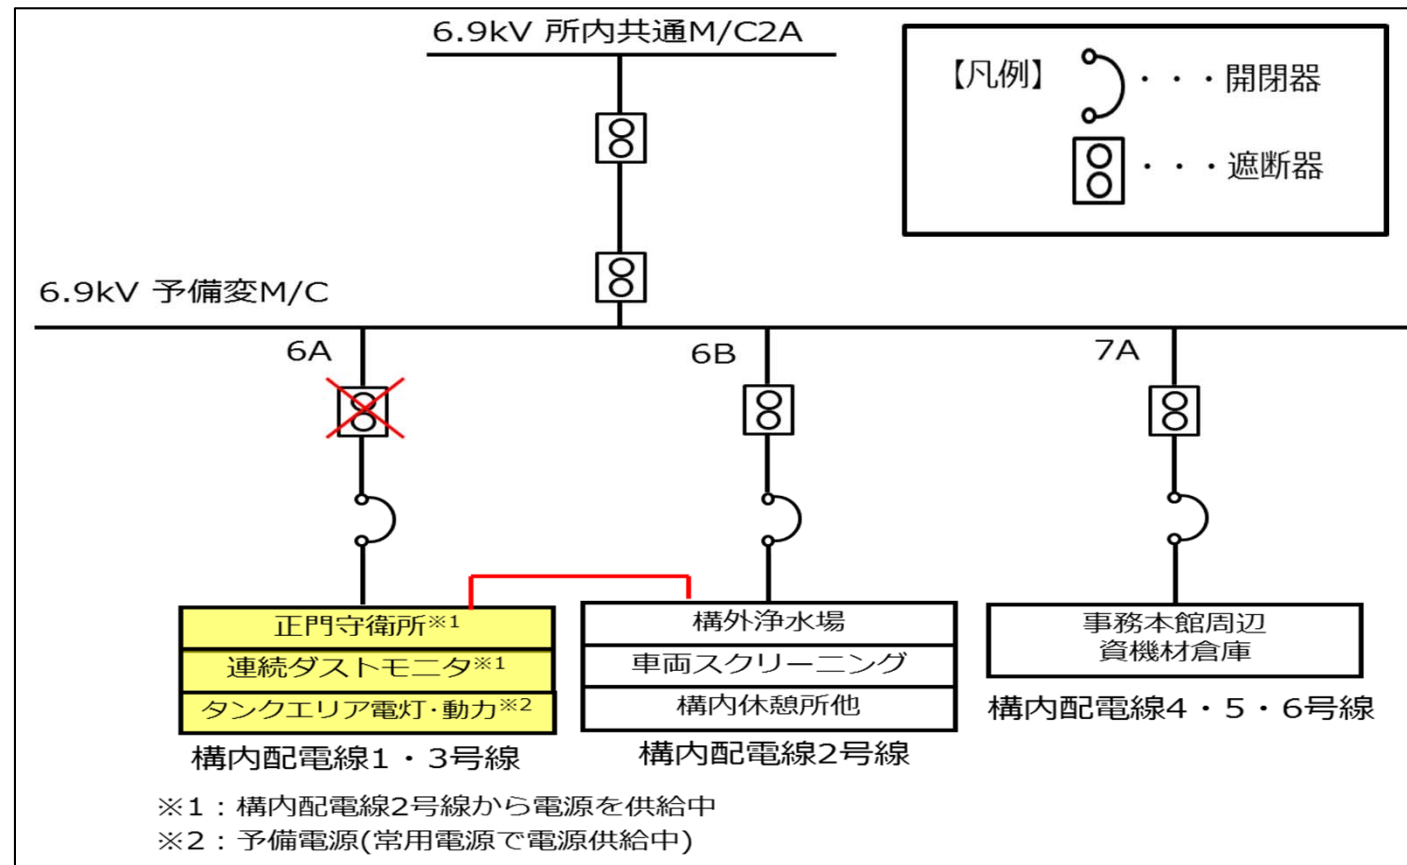 6.9kV 所内共通M/C2A
【凡例】
・・・開閉器
・・・遮断器
6.9kV 予備変M/C
6A
6B
7A
正門守衛所※1
連続ダストモニタ※1
タンクエリア電灯・動力※2
構内配電線1・3号線
構外浄水場
車両スクリーニング
構内休憩所他
構内配電線2号線
事務本館周辺
資機材倉庫
構内配電線4・5・6号線
※1：構内配電線2号線から電源を供給中
※2：予備電源(常用電源で電源供給中)